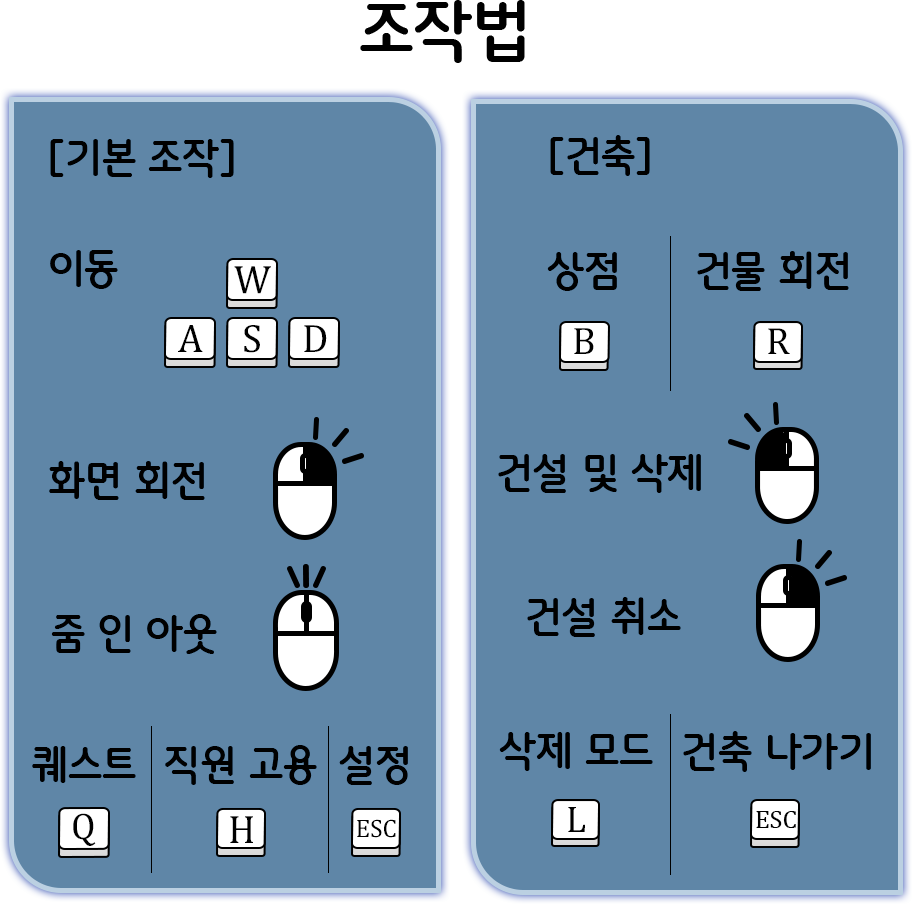 조작법
[기본 조작]
이동
W
A S D
화면 회전
줌 인 아웃
퀘스트 직원 고용 설정
Q H ESC
[건축]
상점 건물 회전
B R
건설 및 삭제
건설 취소
삭제 모드 건축 나가기
L ESC